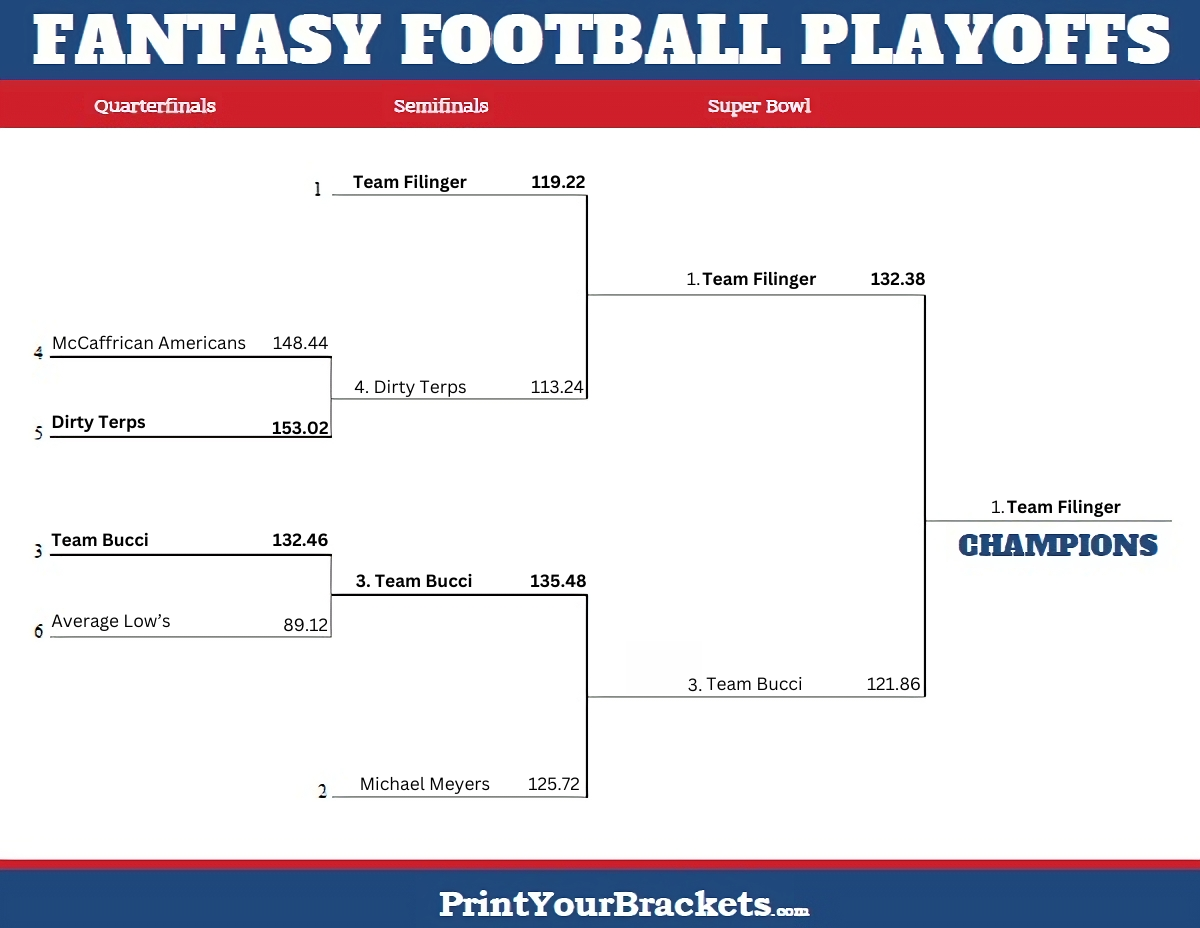 FANTASY FOOTBALL PLAYOFFS
Quarterfinals Semifinals Super Bowl
1 Team Filinger 119.22
1. Team Filinger 132.38
4 McCaffrican Americans 148.44
4. Dirty Terps 113.24
5 Dirty Terps 153.02
1. Team Filinger
CHAMPIONS
3 Team Bucci 132.46
3. Team Bucci 135.48
6 Average Low’s 89.12
3. Team Bucci 121.86
2 Michael Meyers 125.72
PrintYourBrackets.com